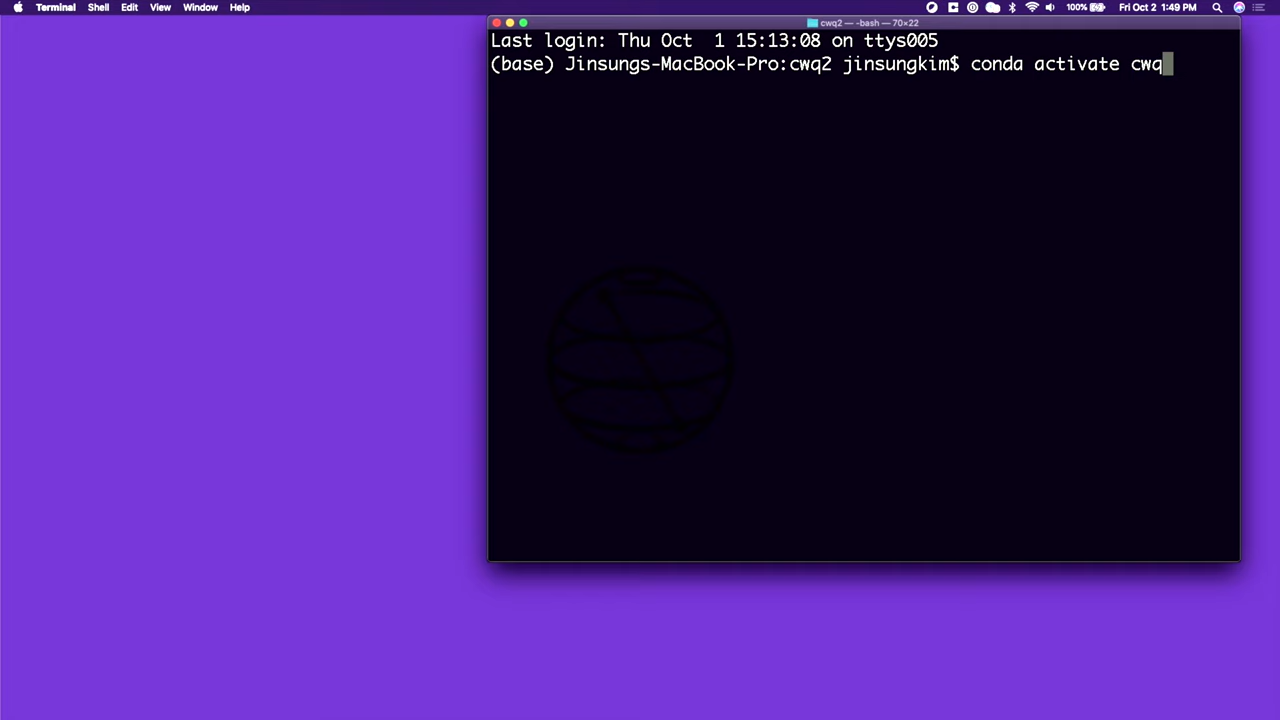 Terminal Shell Edit View Window Help 100% Fri Oct 2 1:49 PM
cwq2 — -bash — 70×22
Last login: Thu Oct  1 15:13:08 on ttys005
(base) Jinsungs-MacBook-Pro:cwq2 jinsungkim$ conda activate cwq